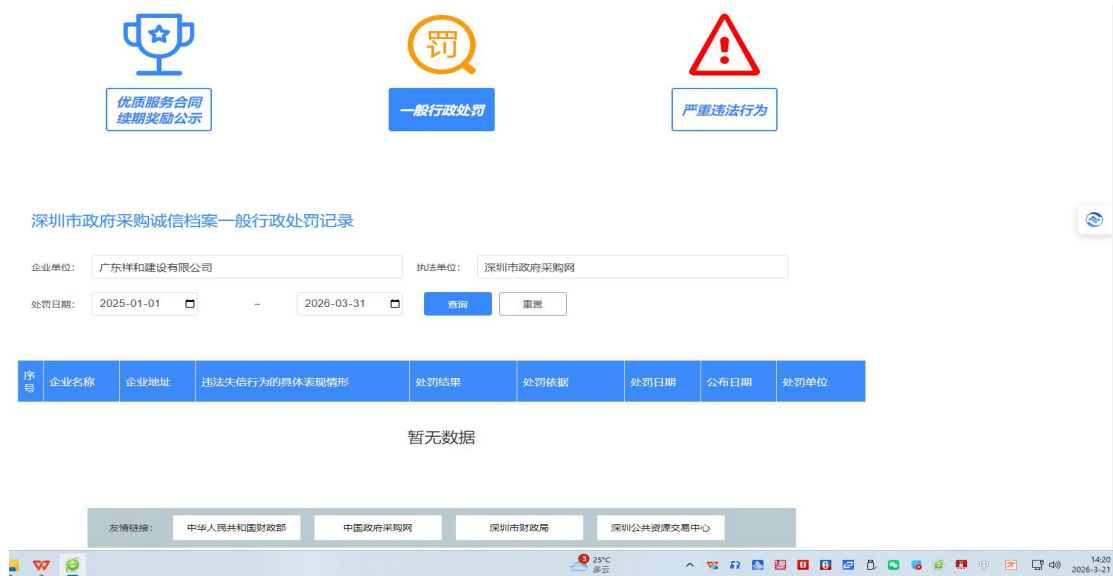 罚
优质服务合同
续期奖励公示
一般行政处罚
严重违法行为
深圳市政府采购诚信档案一般行政处罚记录
企业单位： 广东祥和建设有限公司 执法单位： 深圳市政府采购网
处罚日期： 2025-01-01 ~ 2026-03-31 查询 重置
序号 企业名称 企业地址 违法失信行为的具体表现情形 处罚结果 处罚依据 处罚日期 公布日期 处罚单位
暂无数据
友情链接： 中华人民共和国财政部 中国政府采购网 深圳市财政局 深圳公共资源交易中心
3 25°C 14:20
多云 2026-3-21